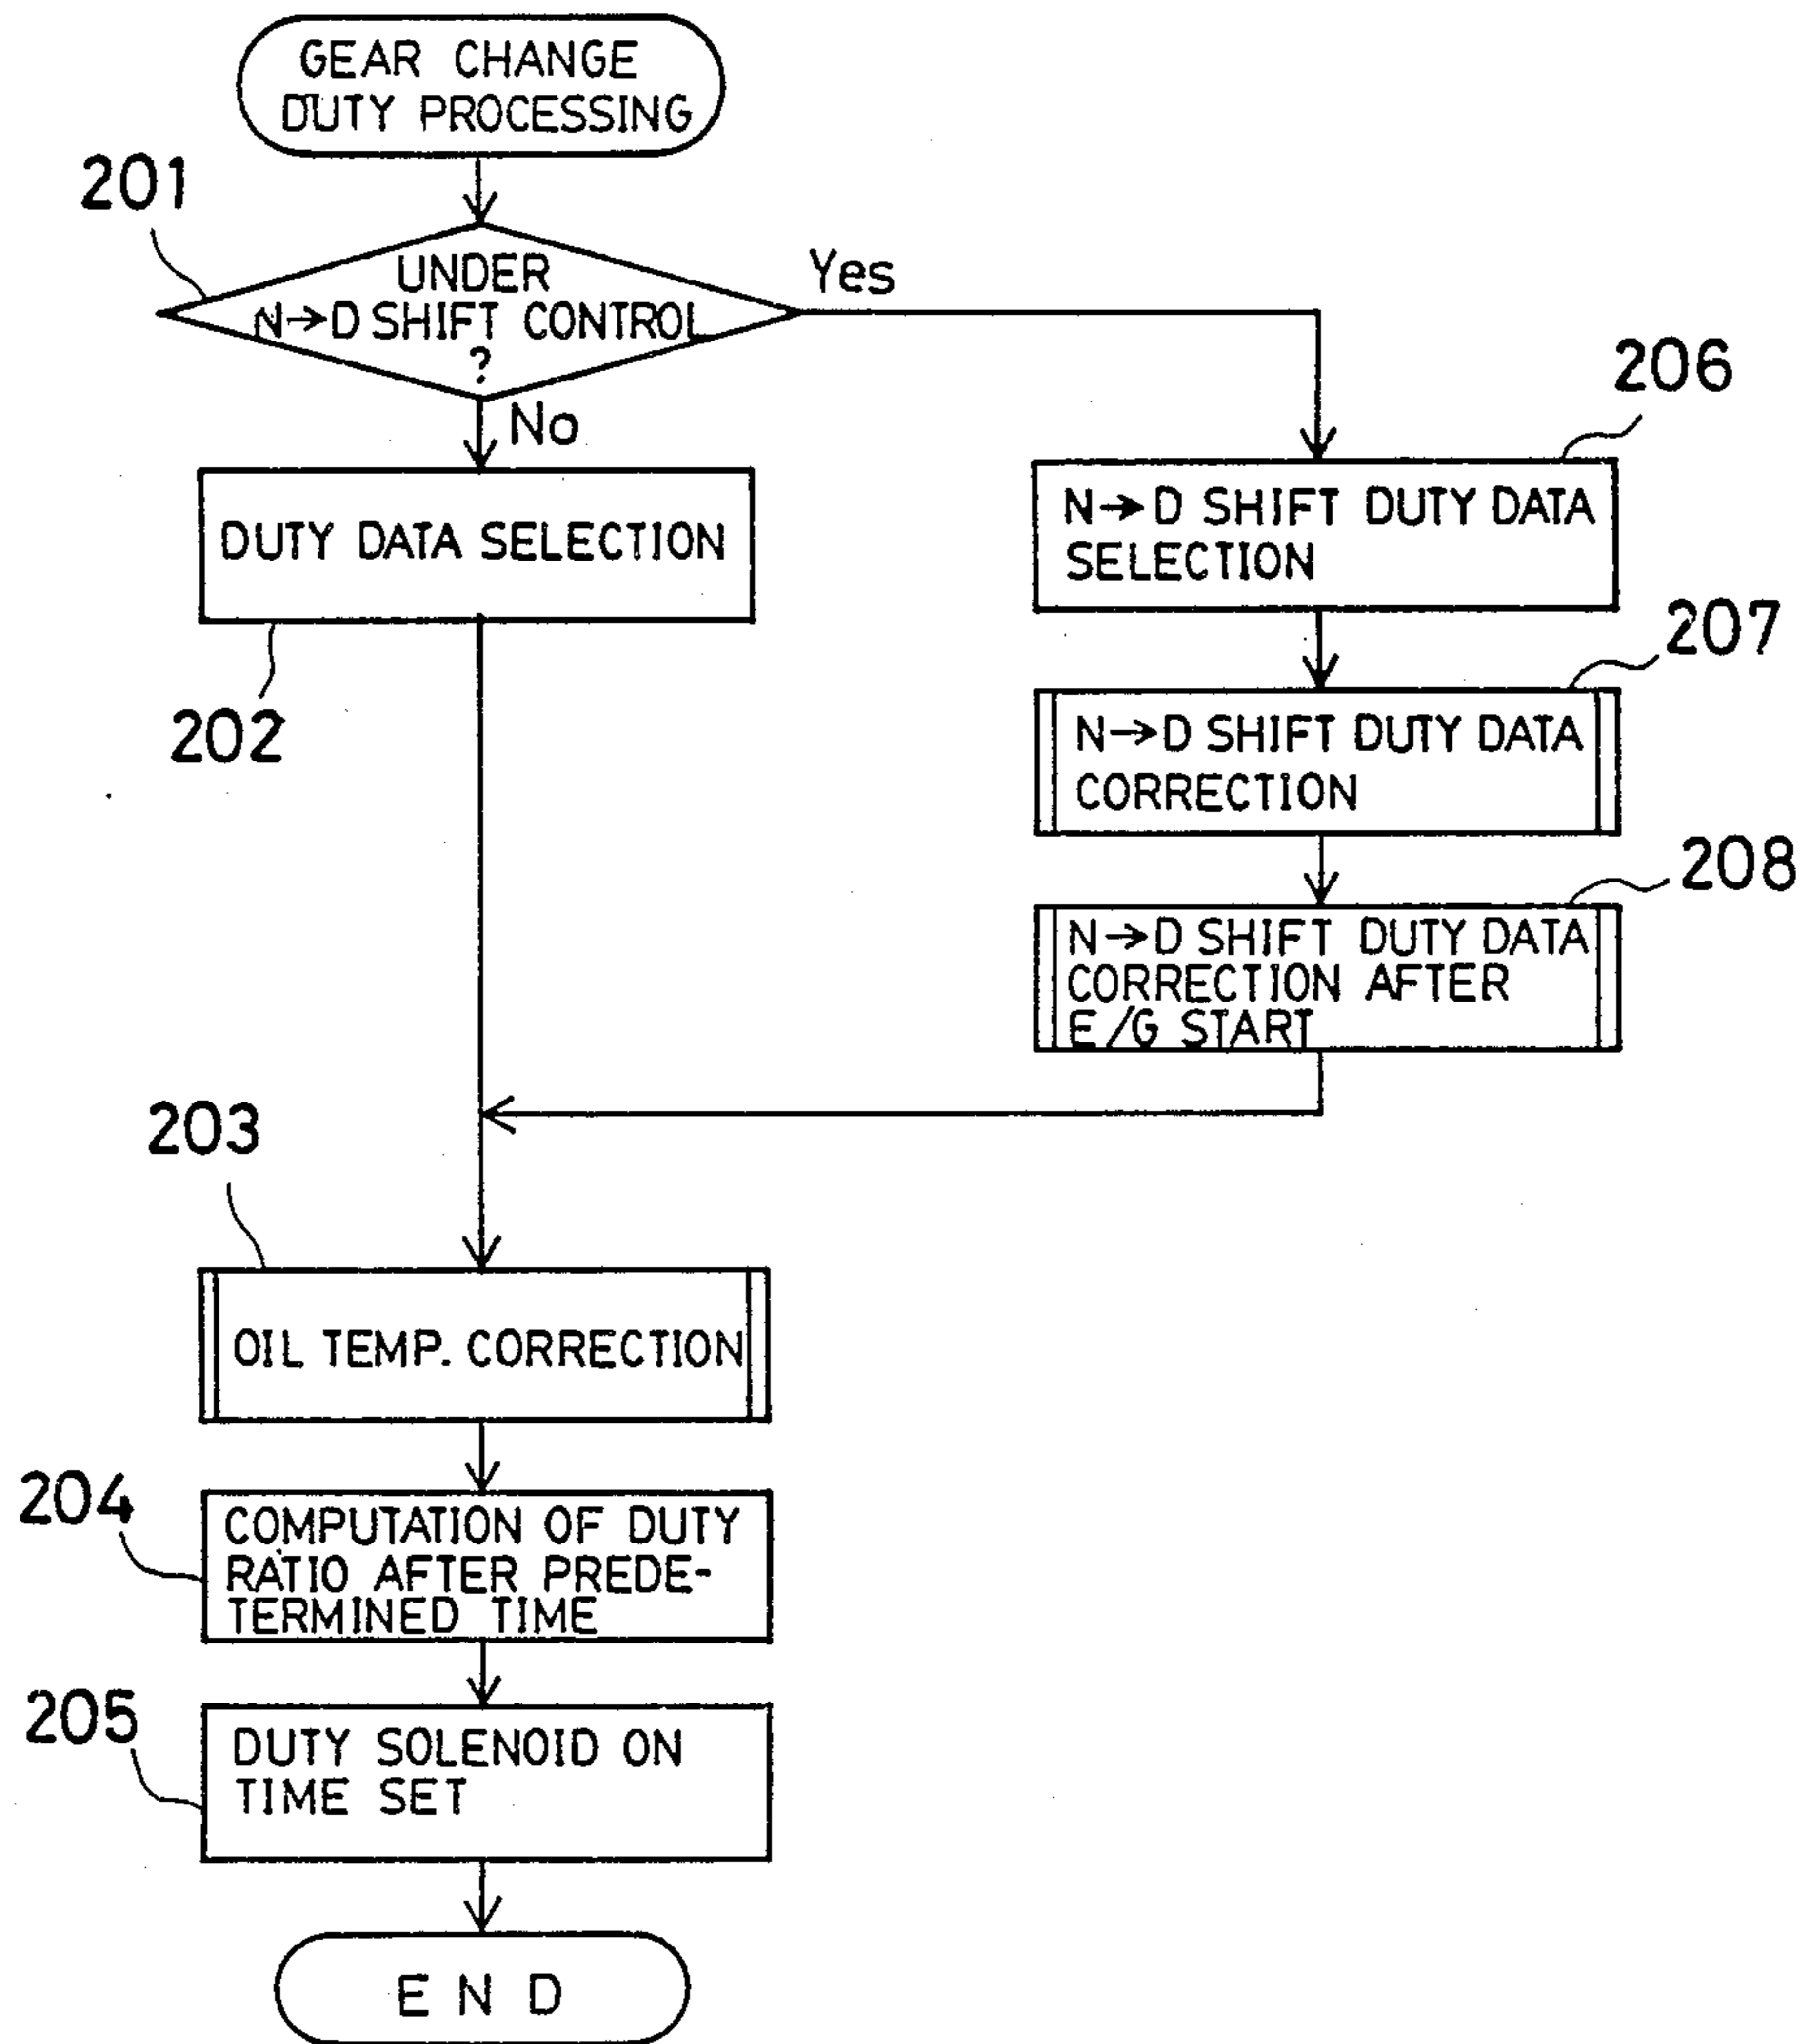 GEAR CHANGE
DUTY PROCESSING
201
UNDER
N→D SHIFT CONTROL
?
Yes
No
206
DUTY DATA SELECTION
202
N→D SHIFT DUTY DATA
SELECTION
207
N→D SHIFT DUTY DATA
CORRECTION
208
N→D SHIFT DUTY DATA
CORRECTION AFTER
E/G START
203
OIL TEMP. CORRECTION
204
COMPUTATION OF DUTY
RATIO AFTER PREDE-
TERMINED TIME
205
DUTY SOLENOID ON
TIME SET
END